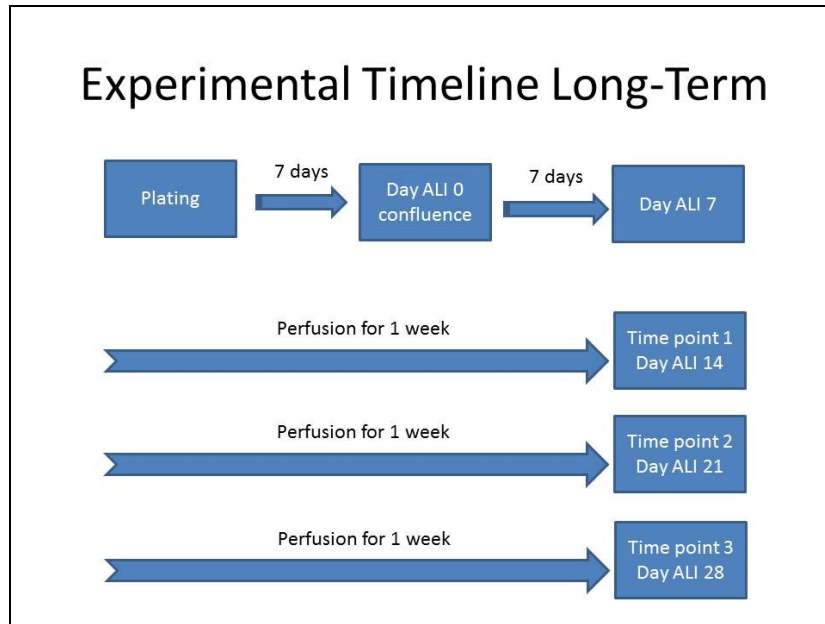 Experimental Timeline Long-Term
Plating
7 days
Day ALI 0
confluence
7 days
Day ALI 7
Perfusion for 1 week
Time point 1
Day ALI 14
Perfusion for 1 week
Time point 2
Day ALI 21
Perfusion for 1 week
Time point 3
Day ALI 28